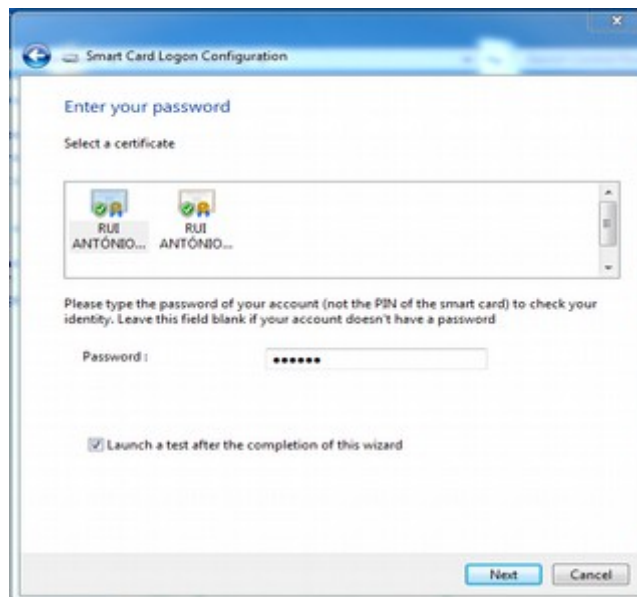 Smart Card Logon Configuration
Enter your password
Select a certificate
RUI ANTÓNIO...
RUI ANTÓNIO...
Please type the password of your account (not the PIN of the smart card) to check your
identity. Leave this field blank if your account doesn't have a password
Password :
Launch a test after the completion of this wizard
Next
Cancel